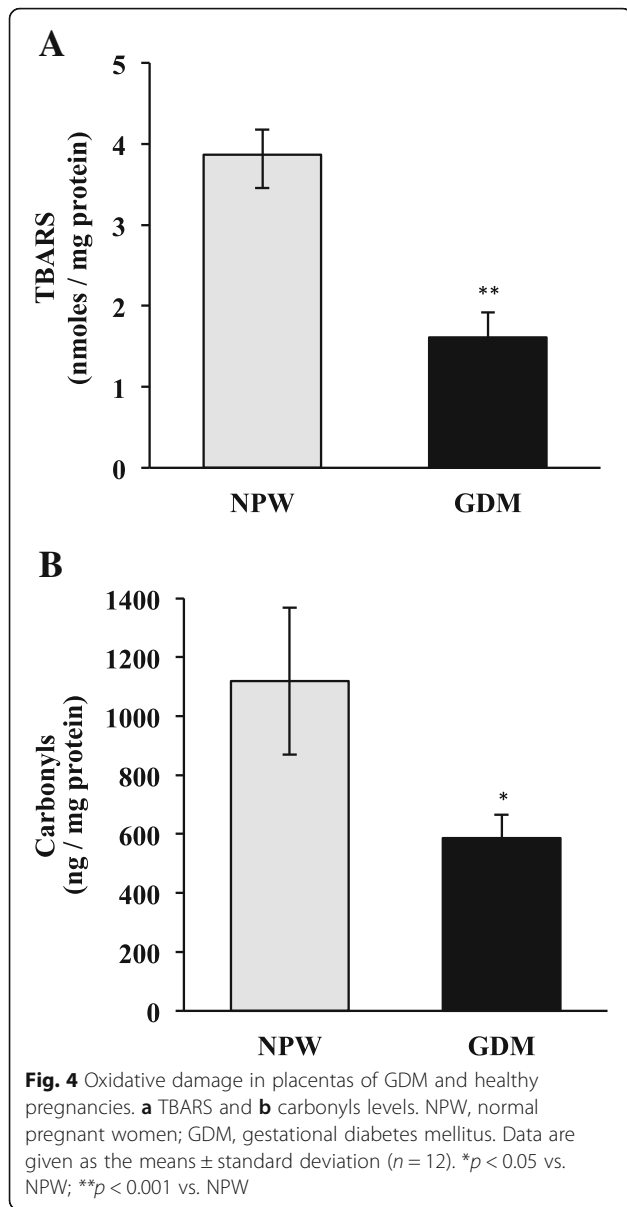 A
5
4
3
2
1
0
TBARS
(nmoles / mg protein)
**
NPW
GDM
B
1400
1200
1000
800
600
400
200
0
Carbonyls
(ng / mg protein)
*
NPW
GDM
Fig. 4 Oxidative damage in placentas of GDM and healthy
pregnancies. a TBARS and b carbonyls levels. NPW, normal
pregnant women; GDM, gestational diabetes mellitus. Data are
given as the means ± standard deviation (n = 12). *p < 0.05 vs.
NPW; **p < 0.001 vs. NPW